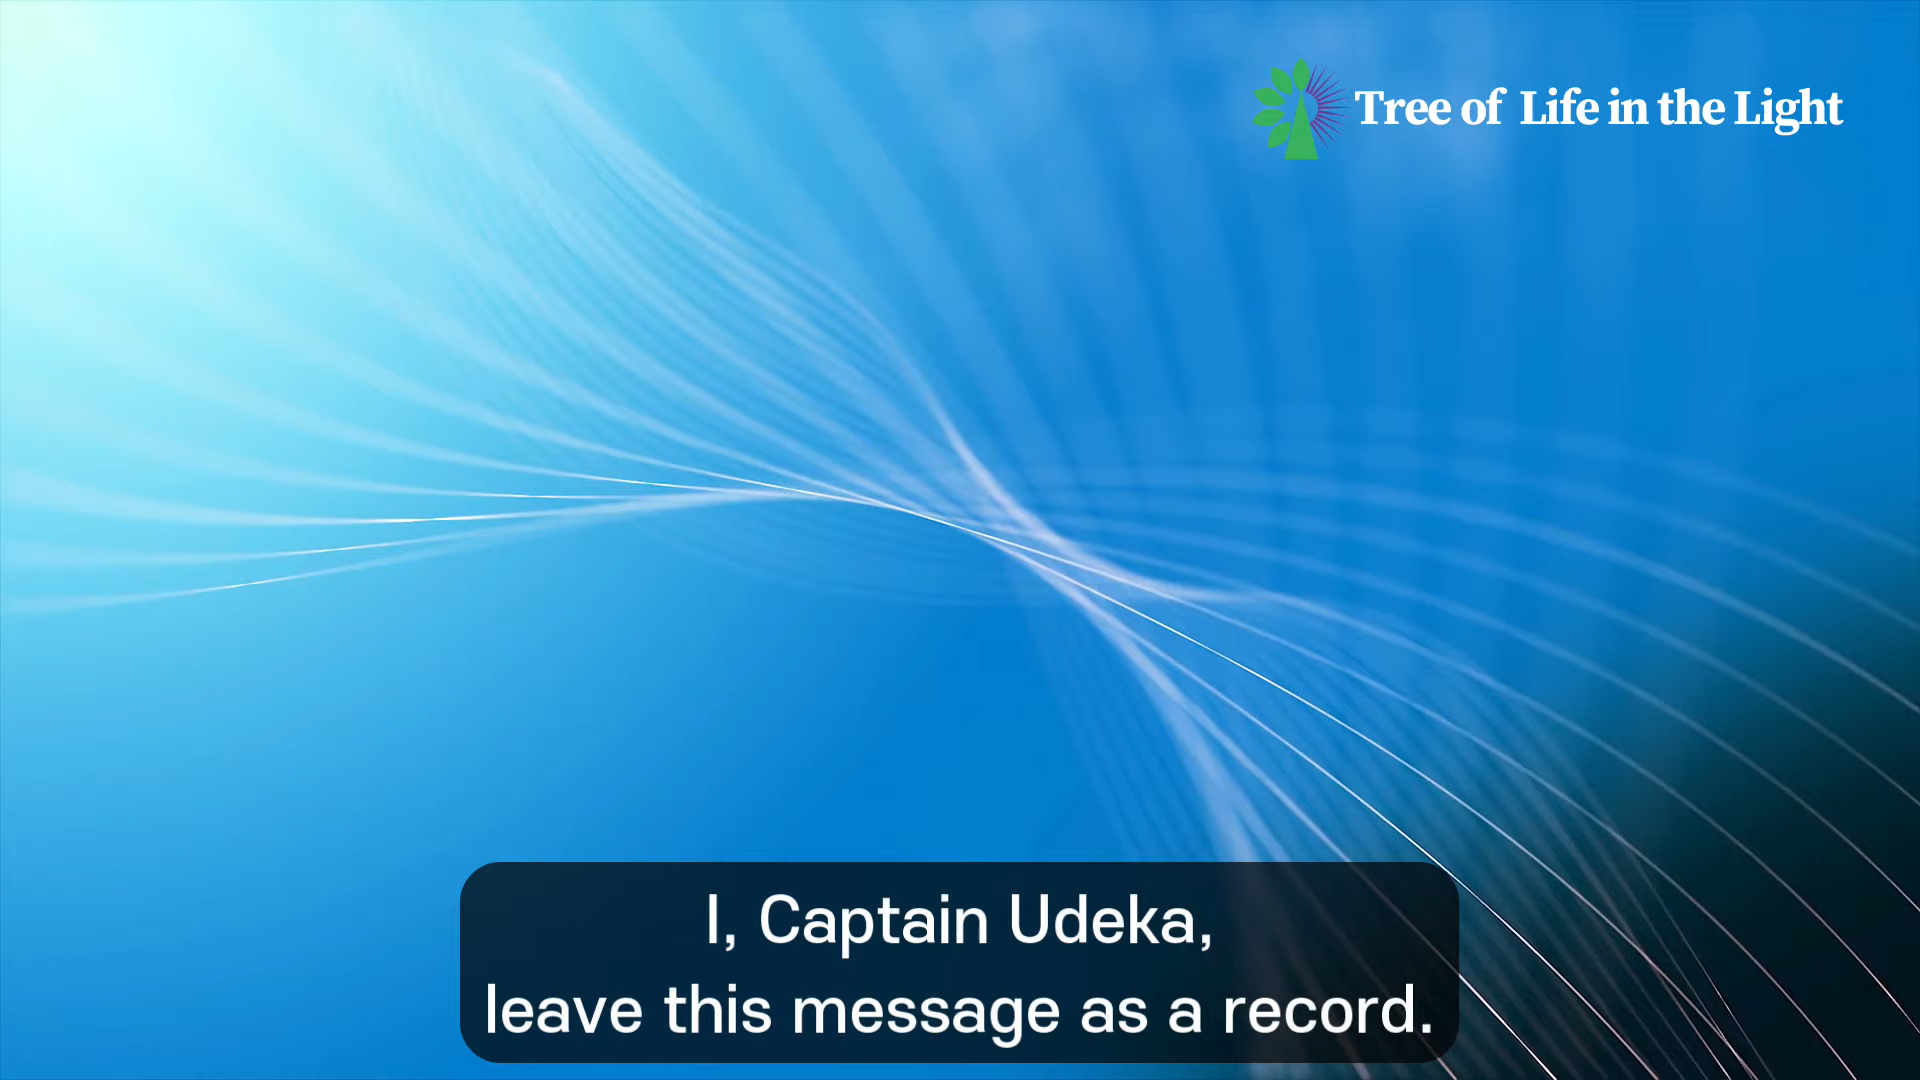 Tree of Life in the Light
I, Captain Udeka,
leave this message as a record.